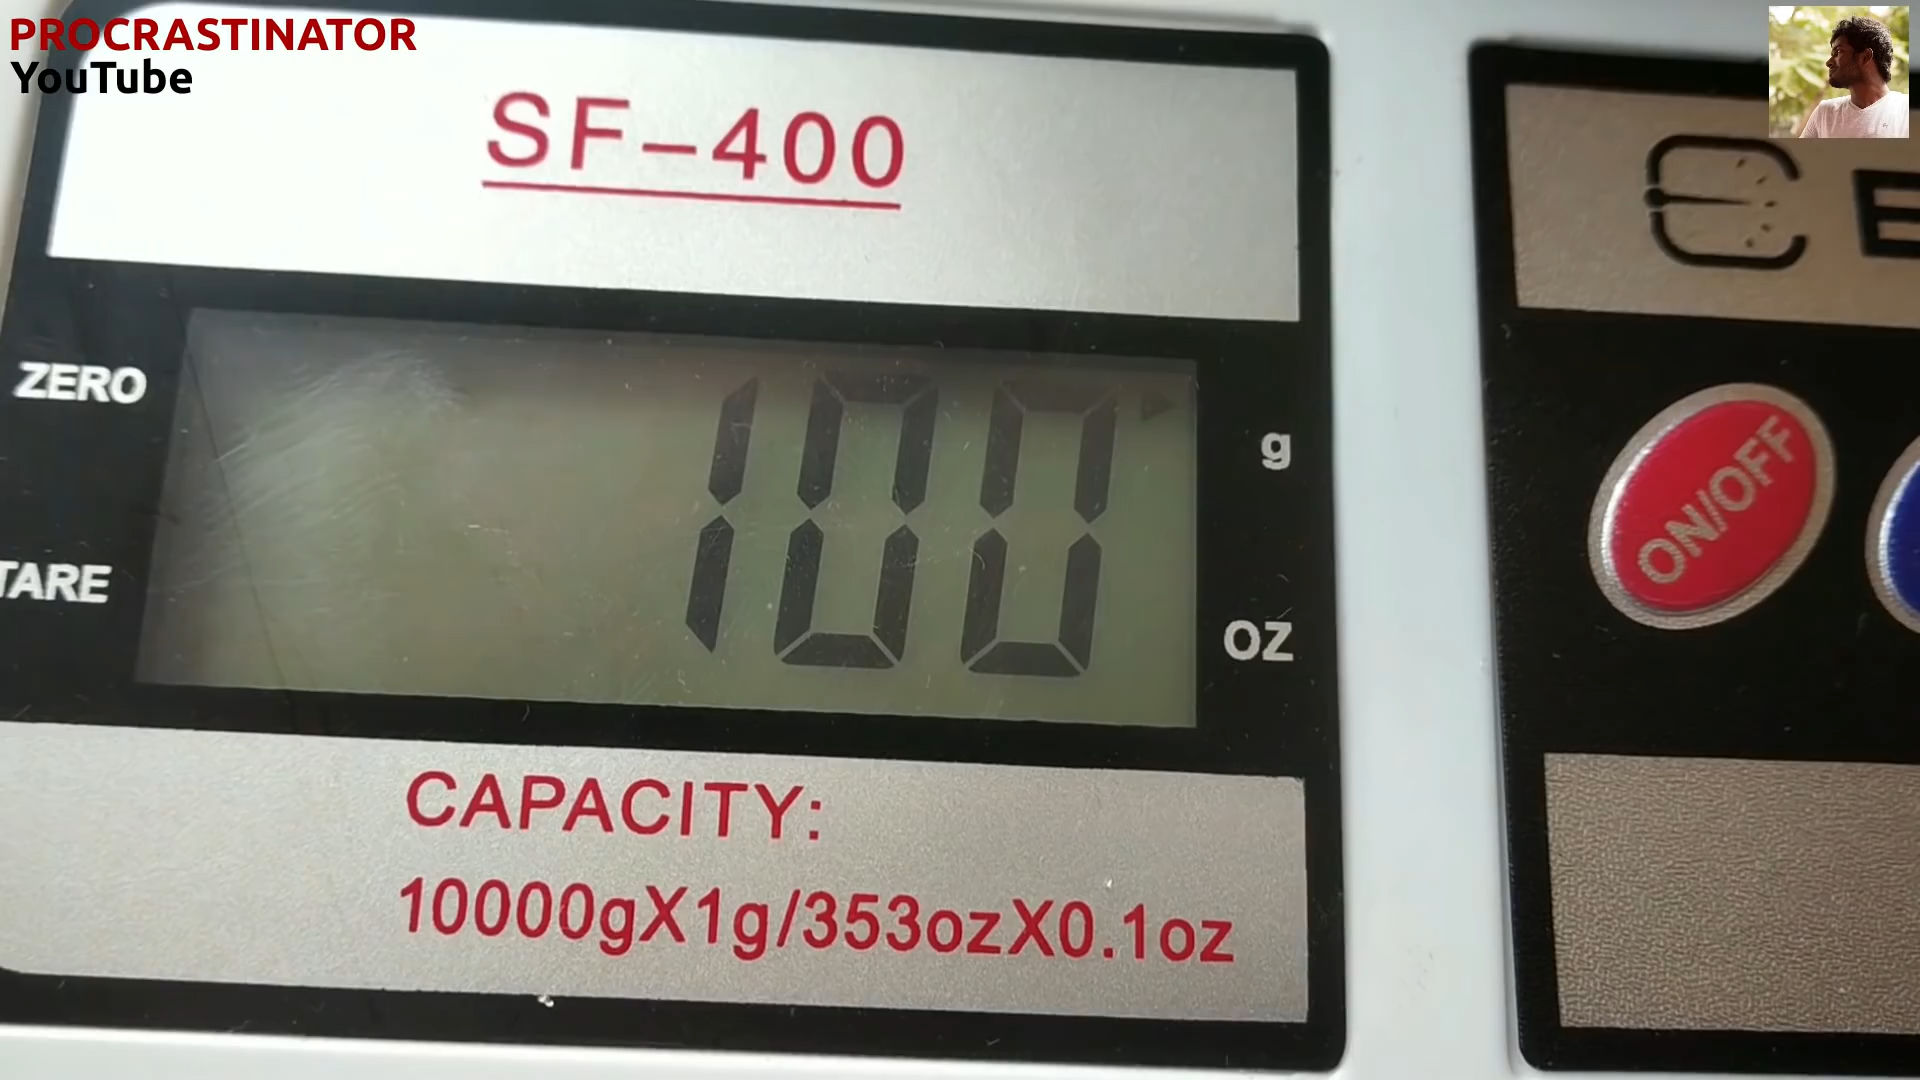 PROCRASTINATOR
YouTube
SF-400
ZERO
TARE
100
g
OZ
ON/OFF
CAPACITY:
10000gX1g/353ozX0.1oz